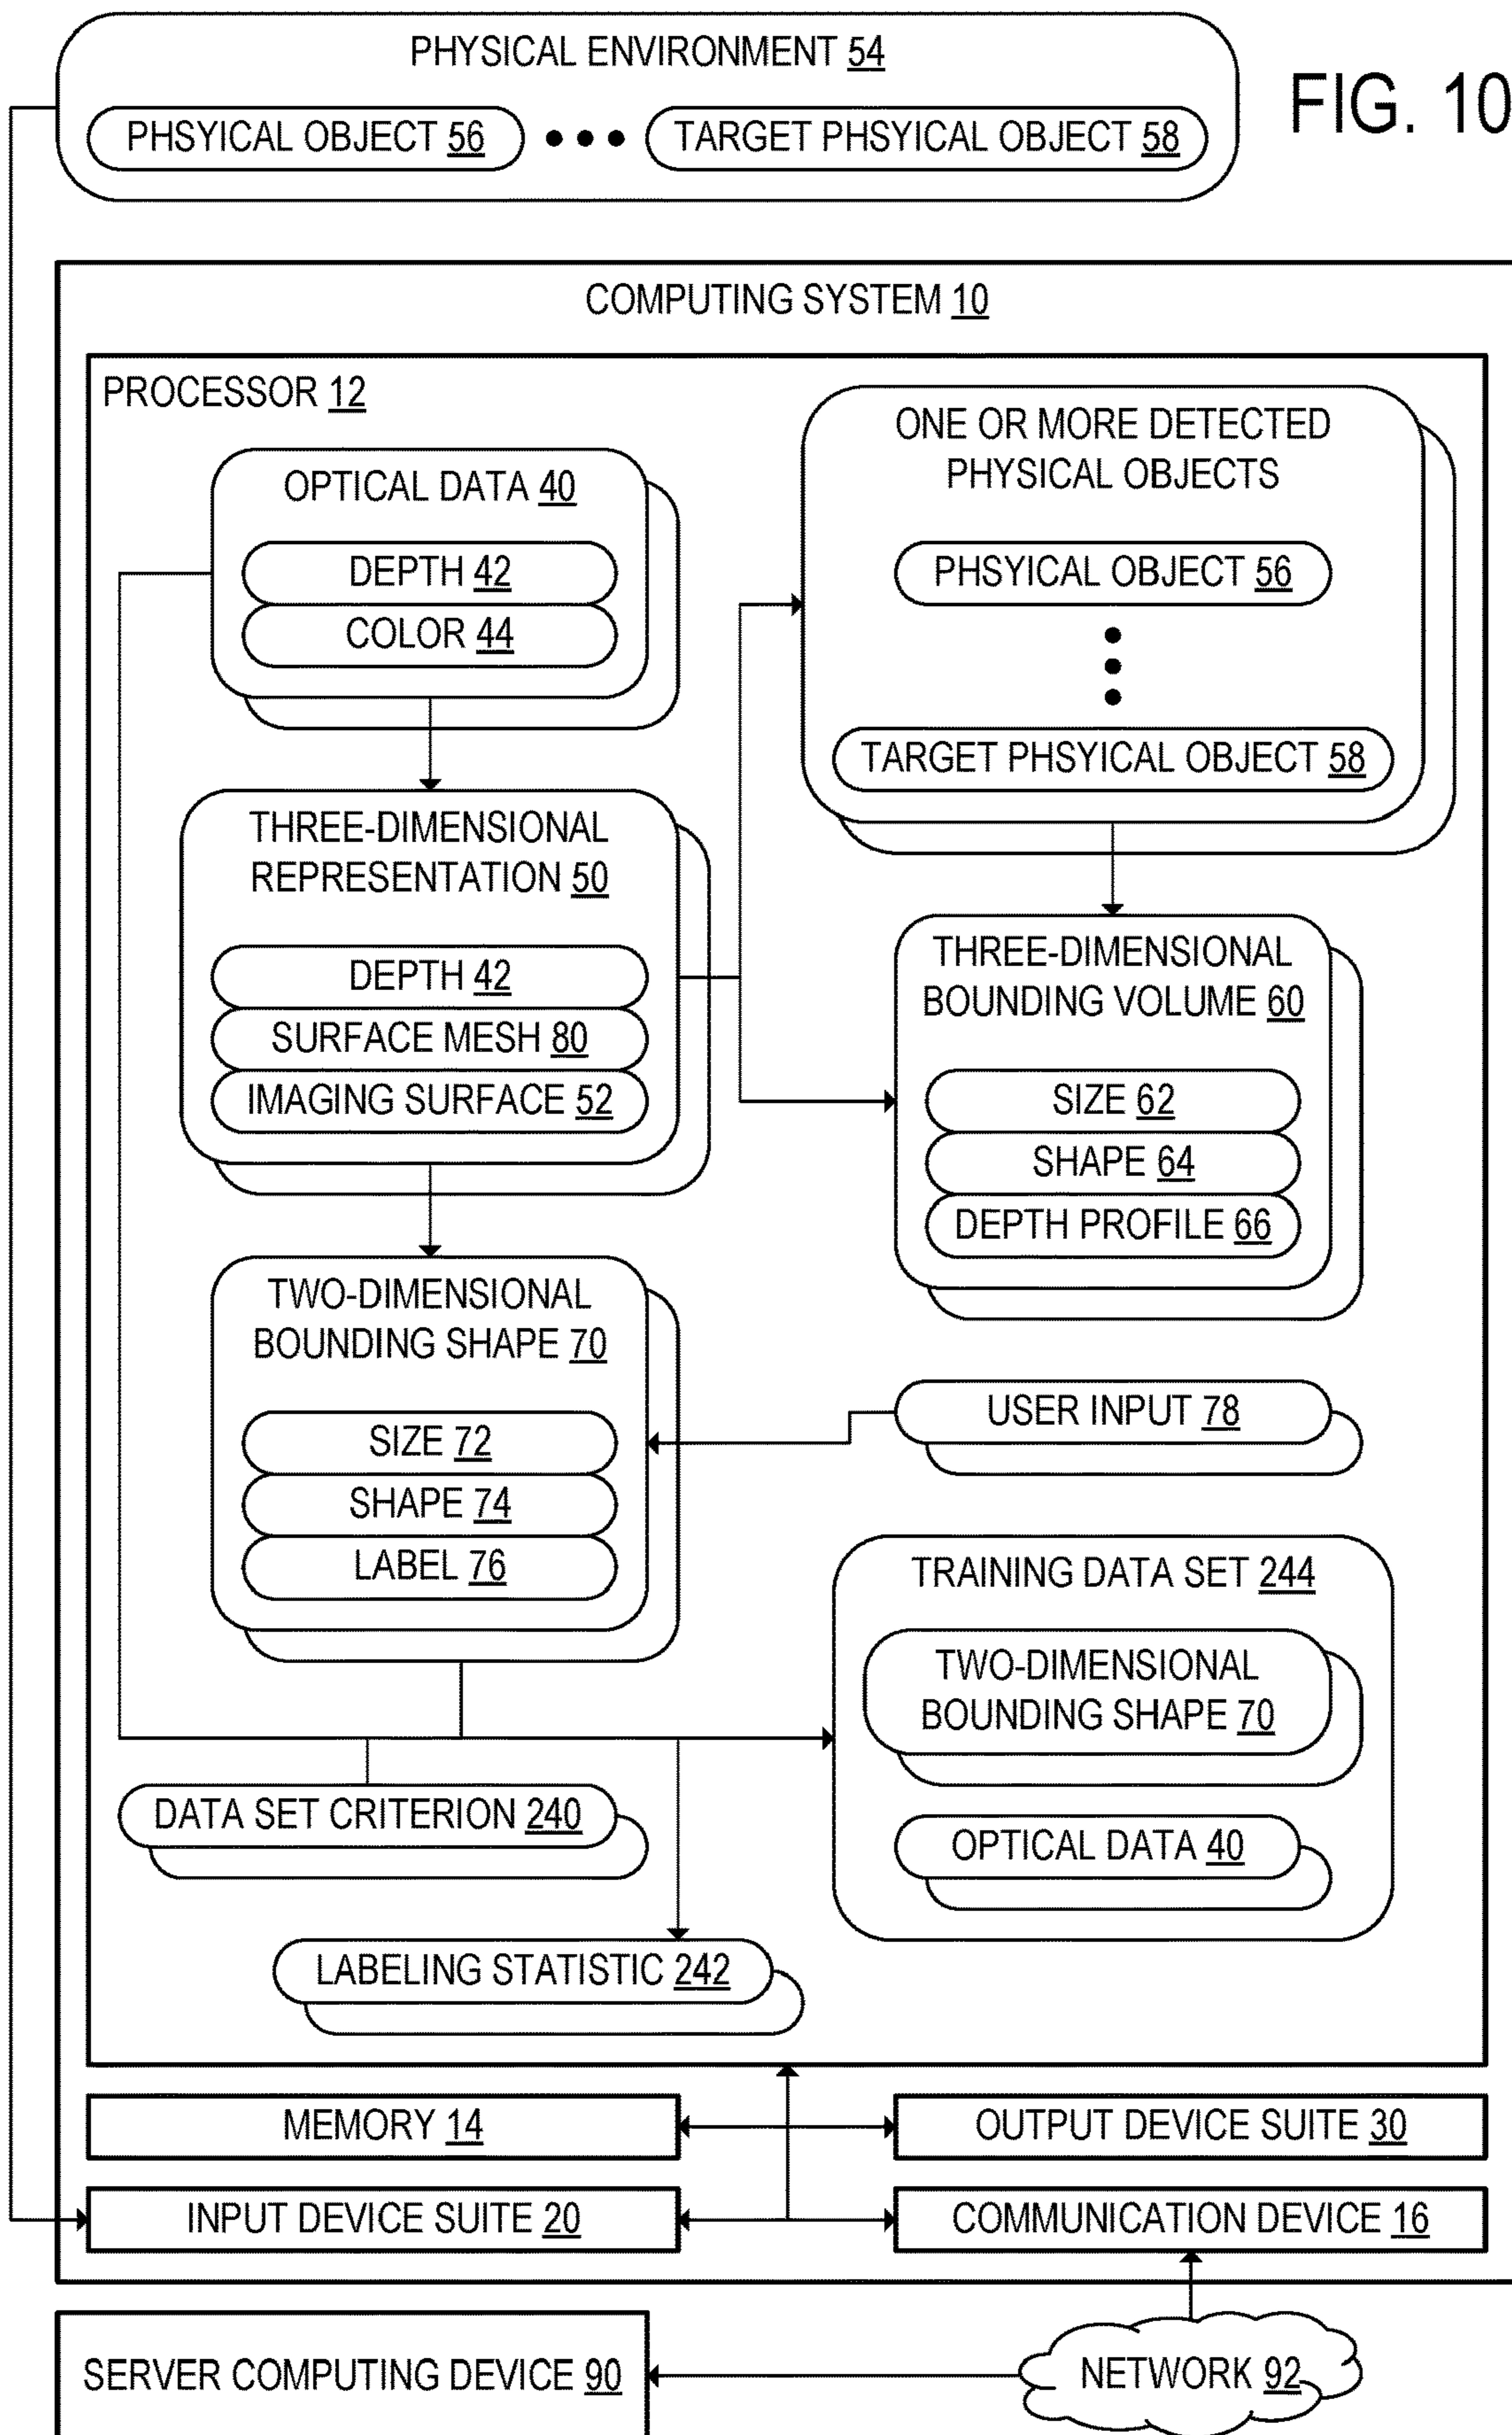 PHYSICAL ENVIRONMENT 54
FIG. 10
PHSYICAL OBJECT 56
TARGET PHSYICAL OBJECT 58
COMPUTING SYSTEM 10
PROCESSOR 12
OPTICAL DATA 40
DEPTH 42
COLOR 44
ONE OR MORE DETECTED
PHYSICAL OBJECTS
PHSYICAL OBJECT 56
TARGET PHSYICAL OBJECT 58
THREE-DIMENSIONAL
REPRESENTATION 50
DEPTH 42
SURFACE MESH 80
IMAGING SURFACE 52
THREE-DIMENSIONAL
BOUNDING VOLUME 60
SIZE 62
SHAPE 64
DEPTH PROFILE 66
TWO-DIMENSIONAL
BOUNDING SHAPE 70
SIZE 72
SHAPE 74
LABEL 76
USER INPUT 78
TRAINING DATA SET 244
TWO-DIMENSIONAL
BOUNDING SHAPE 70
OPTICAL DATA 40
DATA SET CRITERION 240
LABELING STATISTIC 242
MEMORY 14
OUTPUT DEVICE SUITE 30
INPUT DEVICE SUITE 20
COMMUNICATION DEVICE 16
SERVER COMPUTING DEVICE 90
NETWORK 92